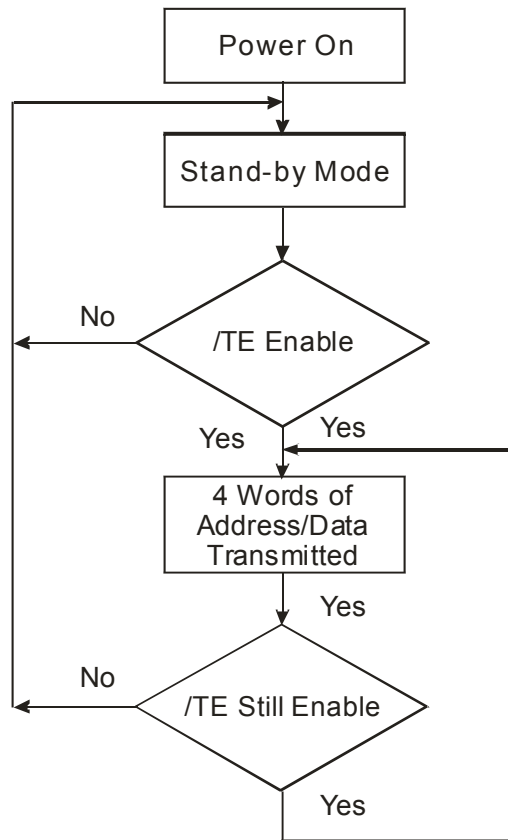 Power On
Stand-by Mode
No
/TE Enable
Yes
Yes
4 Words of
Address/Data
Transmitted
Yes
No
/TE Still Enable
Yes